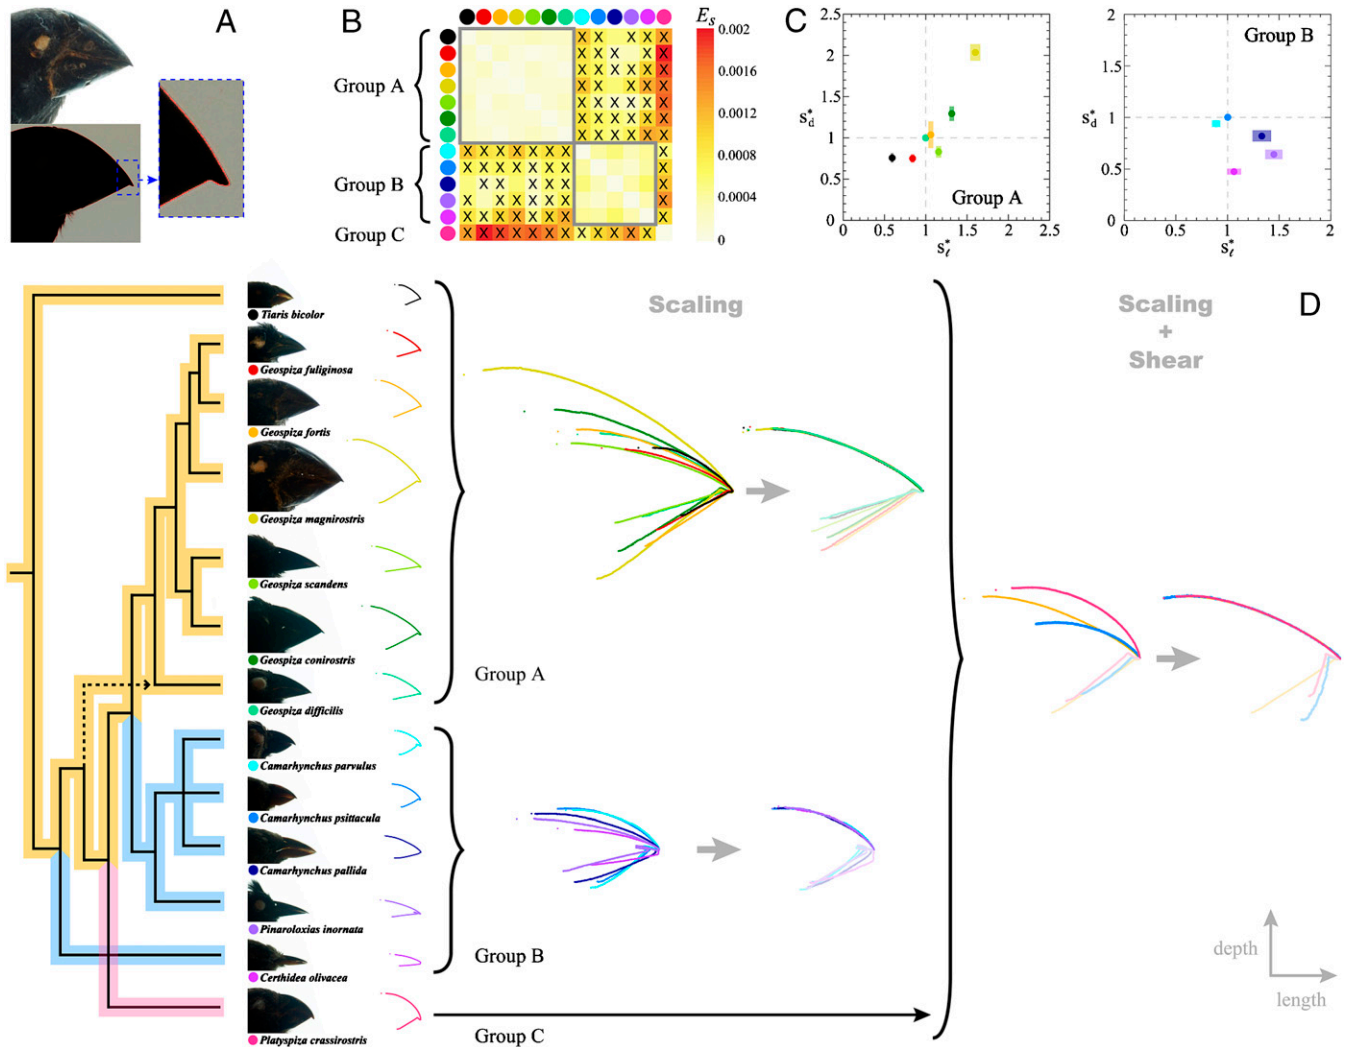 A
B
E_s
0.002
0.0016
0.0012
0.0008
0.0004
0
Group A
Group B
Group C
C
2.5
2
1.5
1
0.5
0
s*_d
0 0.5 1 1.5 2 2.5
s*_ℓ
Group A
2
1.5
1
0.5
0
s*_d
0 0.5 1 1.5 2
s*_ℓ
Group B
D
Scaling
Scaling
+
Shear
Tiaris bicolor
Geospiza fuliginosa
Geospiza fortis
Geospiza magnirostris
Geospiza scandens
Geospiza conirostris
Geospiza difficilis
Group A
Camarhynchus parvulus
Camarhynchus psittacula
Camarhynchus pallida
Pinaroloxias inornata
Certhidea olivacea
Group B
Platyspiza crassirostris
Group C
depth
length